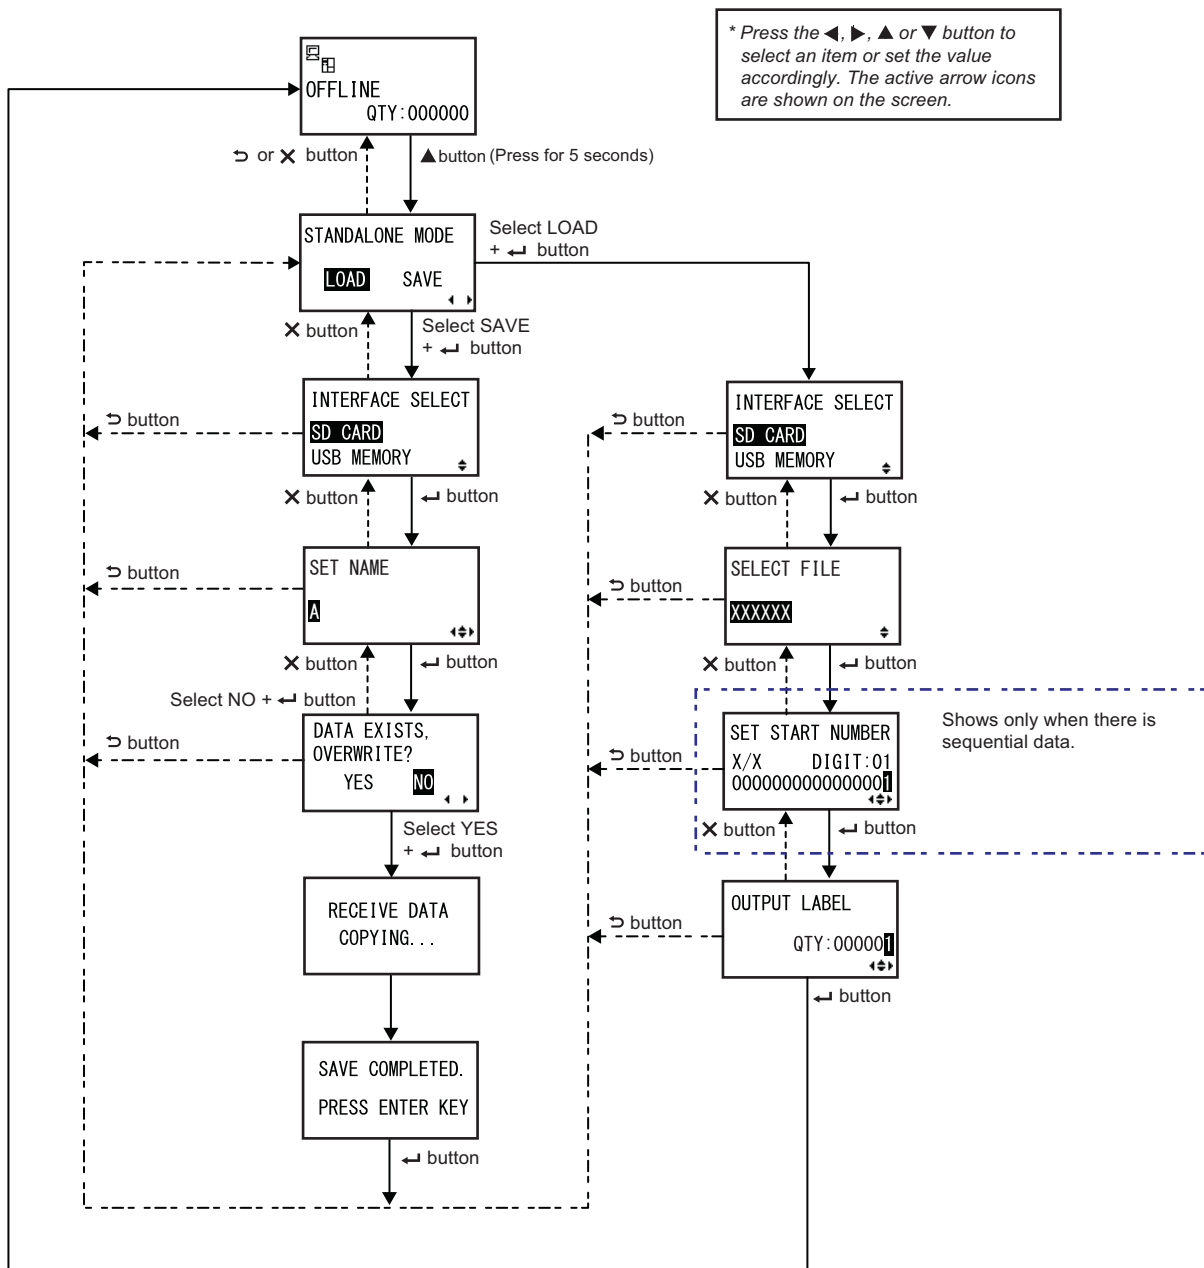 * Press the ◀, ▶, ▲ or ▼ button to
select an item or set the value
accordingly. The active arrow icons
are shown on the screen.
OFFLINE
QTY:000000
⮌ or ✕ button
▲button (Press for 5 seconds)
STANDALONE MODE
LOAD SAVE
Select LOAD
+ ↵ button
✕ button
Select SAVE
+ ↵ button
INTERFACE SELECT
SD CARD
USB MEMORY
⮌ button
✕ button
↵ button
SET NAME
A
⮌ button
✕ button
↵ button
Select NO + ↵ button
DATA EXISTS,
OVERWRITE?
YES NO
⮌ button
Select YES
+ ↵ button
RECEIVE DATA
COPYING...
SAVE COMPLETED.
PRESS ENTER KEY
↵ button
INTERFACE SELECT
SD CARD
USB MEMORY
⮌ button
✕ button
↵ button
SELECT FILE
XXXXXX
⮌ button
✕ button
↵ button
SET START NUMBER
X/X DIGIT:01
0000000000000001
⮌ button
Shows only when there is
sequential data.
✕ button
↵ button
OUTPUT LABEL
QTY:000001
⮌ button
↵ button